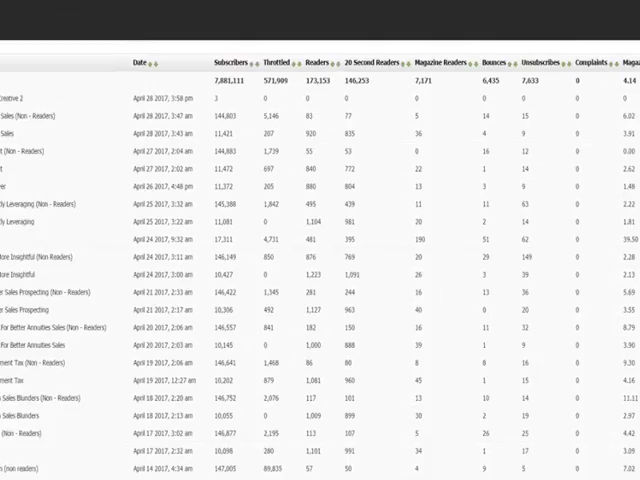 Date Subscribers Throttled Readers 20 Second Readers Magazine Readers Bounces Unsubscribes Complaints Maga
7,881,111 571,909 173,153 146,253 7,171 6,435 7,633 0 4.14
Creative 2 April 28 2017, 3:58 pm 3 0 0 0 0 0 0 0 0
Sales (Non - Readers) April 28 2017, 3:47 am 144,803 5,146 83 77 5 14 15 0 6.02
Sales April 28 2017, 3:43 am 11,421 207 920 835 36 4 9 0 3.91
t (Non - Readers) April 27 2017, 2:04 am 144,883 1,739 55 53 0 16 12 0 0.00
t April 27 2017, 2:02 am 11,472 697 840 772 22 1 14 0 2.62
er April 26 2017, 4:48 pm 11,372 205 880 804 13 3 9 0 1.48
tly Leveraging (Non - Readers) April 25 2017, 3:32 am 145,388 1,842 495 439 11 11 63 0 2.22
tly Leveraging April 25 2017, 3:22 am 11,081 0 1,104 981 20 2 14 0 1.81
April 24 2017, 9:32 am 17,311 4,731 481 395 190 51 62 0 39.50
ore Insightful (Non Readers) April 24 2017, 3:11 am 146,149 850 876 769 20 29 149 0 2.28
ore Insightful April 24 2017, 3:00 am 10,427 0 1,223 1,091 26 3 39 0 2.13
er Sales Prospecting (Non - Readers) April 21 2017, 2:33 am 146,422 1,345 281 244 16 13 36 0 5.69
er Sales Prospecting April 21 2017, 2:17 am 10,306 492 1,127 963 40 0 20 0 3.55
For Better Annuities Sales (Non - Readers) April 20 2017, 2:06 am 146,557 841 182 150 16 11 32 0 8.79
For Better Annuities Sales April 20 2017, 2:03 am 10,145 0 1,000 888 39 1 9 0 3.90
ment Tax (Non - Readers) April 19 2017, 2:06 am 146,641 1,468 86 80 8 8 16 0 9.30
ment Tax April 19 2017, 12:27 am 10,202 879 1,081 960 45 1 15 0 4.16
Sales Blunders (Non - Readers) April 18 2017, 2:20 am 146,752 2,076 117 101 13 10 14 0 11.11
Sales Blunders April 18 2017, 2:13 am 10,055 0 1,009 899 30 2 19 0 2.97
(Non - Readers) April 17 2017, 3:02 am 146,877 2,195 113 107 5 26 25 0 4.42
April 17 2017, 2:32 am 10,098 280 1,101 991 34 1 17 0 3.09
n (non readers) April 14 2017, 4:34 am 147,005 89,835 57 50 4 9 5 0 7.02